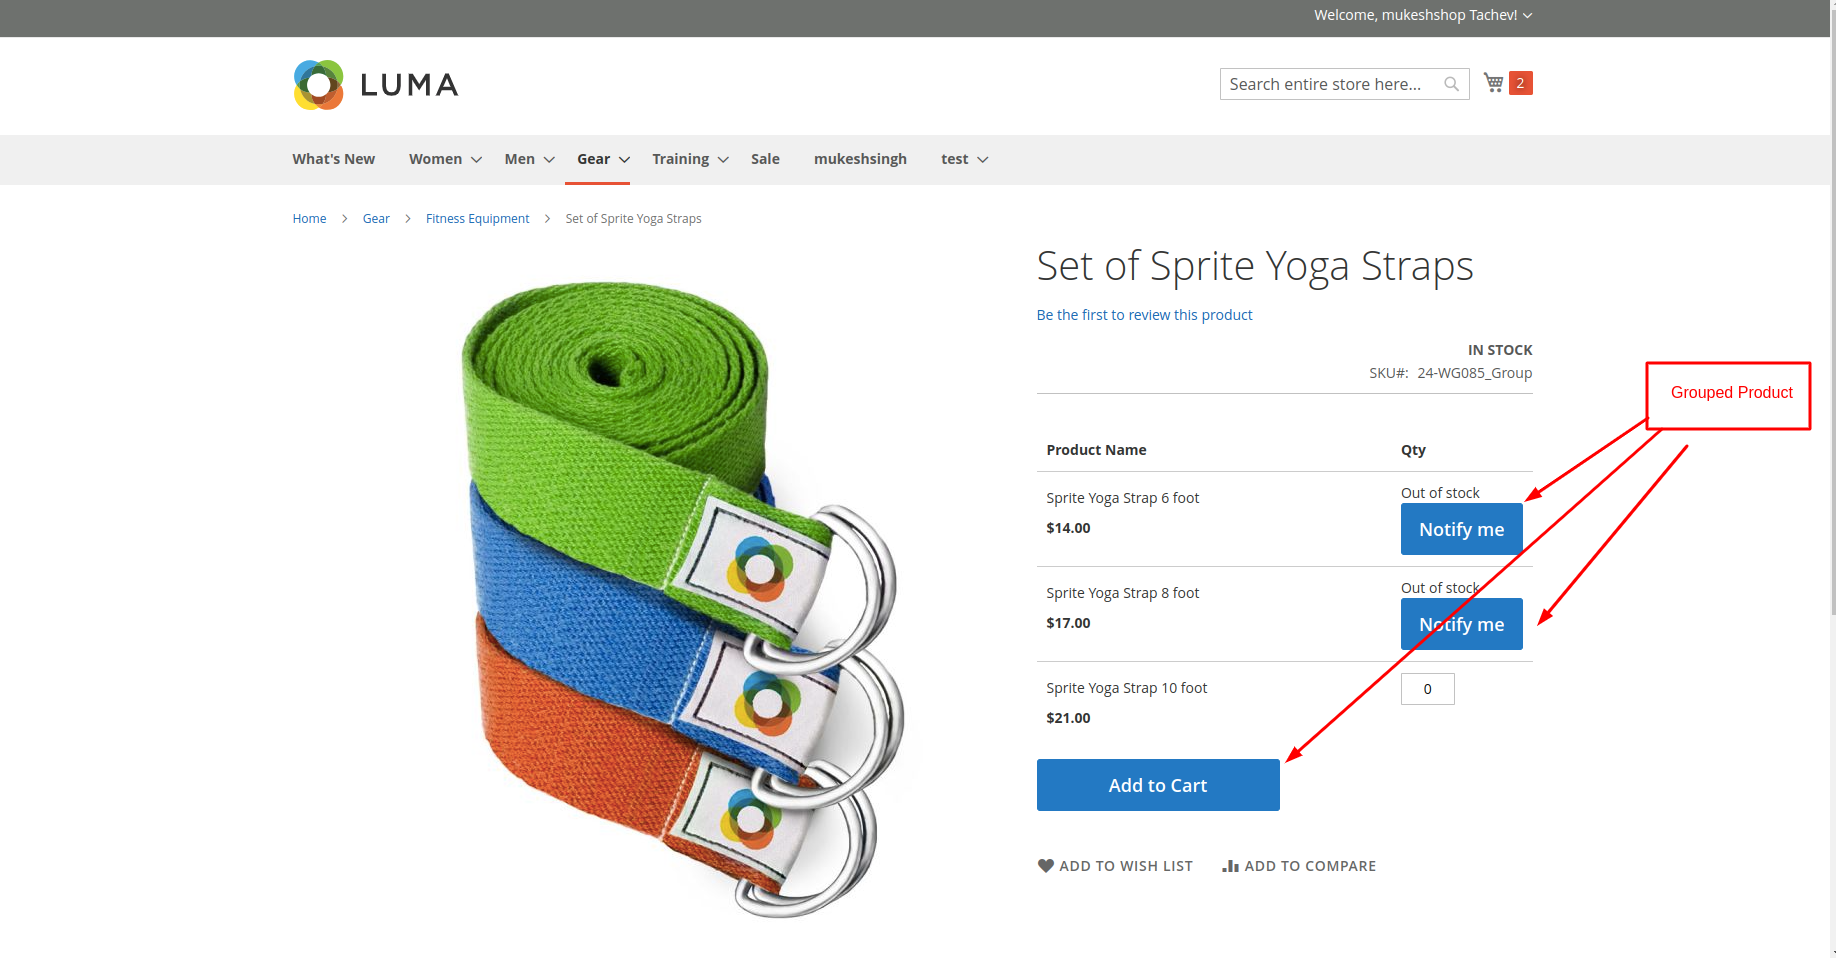 Welcome, mukeshshop Tachev!
LUMA
Search entire store here...
2
What's New Women Men Gear Training Sale mukeshsingh test
Home Gear Fitness Equipment Set of Sprite Yoga Straps
Set of Sprite Yoga Straps
Be the first to review this product
IN STOCK
SKU#: 24-WG085_Group
Grouped Product
Product Name Qty
Sprite Yoga Strap 6 foot
$14.00
Out of stock
Notify me
Sprite Yoga Strap 8 foot
$17.00
Out of stock
Notify me
Sprite Yoga Strap 10 foot
$21.00
0
Add to Cart
ADD TO WISH LIST ADD TO COMPARE